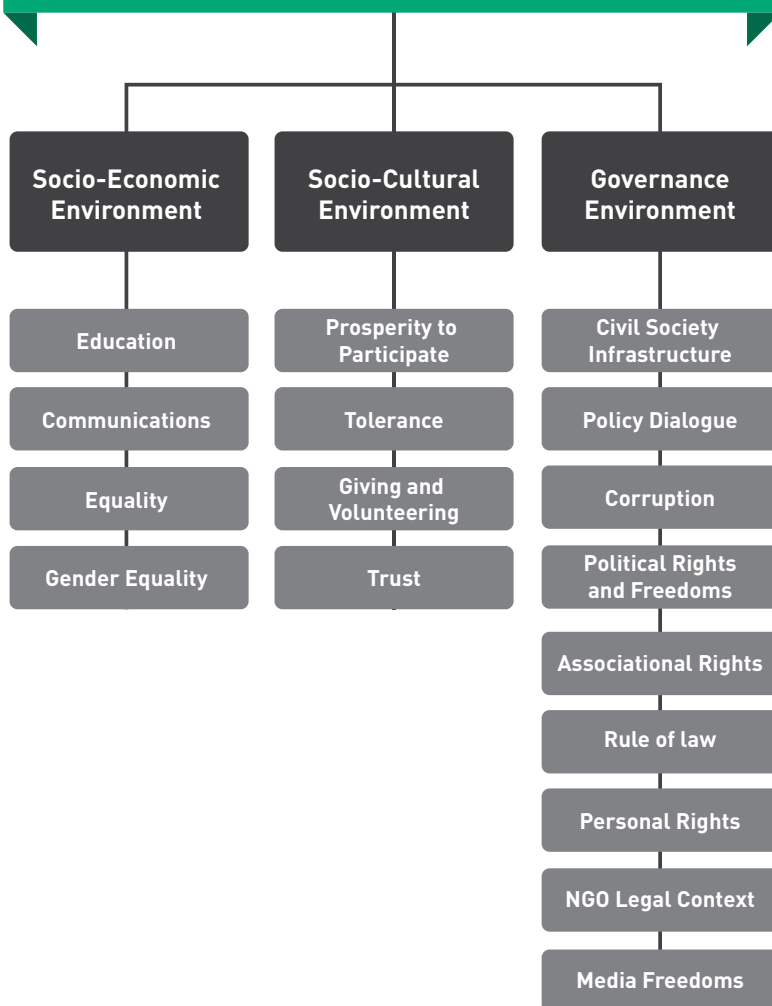 Socio-Economic
Environment
Education
Communications
Equality
Gender Equality
Socio-Cultural
Environment
Prosperity to
Participate
Tolerance
Giving and
Volunteering
Trust
Governance
Environment
Civil Society
Infrastructure
Policy Dialogue
Corruption
Political Rights
and Freedoms
Associational Rights
Rule of law
Personal Rights
NGO Legal Context
Media Freedoms